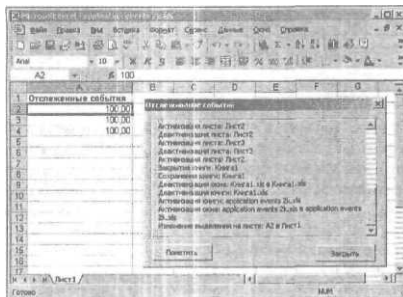 Microsoft Excel - application events 2k.xls
Файл Правка Вид Вставка Формат Сервис Данные Окно Справка
Arial 10
A2 100
A B C D E F G
1 Отслеженные события
2 100,00
3 100,00
4 100,00
5
6
7
8
9
10
11
12
13
14
15
16
17
Отслеживание событий
Активизация листа: Лист2
Деактивизация листа: Лист2
Активизация листа: Лист3
Деактивизация листа: Лист3
Активизация листа: Лист2
Закрытие книги: Книга1
Сохранение книги: Книга1
Деактивизация окна: Книга1.xls в Книга1.xls
Деактивизация книги: Книга1.xls
Активизация книги: application events 2k.xls
Активизация окна: application events 2k.xls в application events
2k.xls
Изменение выделения на листе: A2 в Лист1
Пометить Закрыть
Лист1
Готово NUM